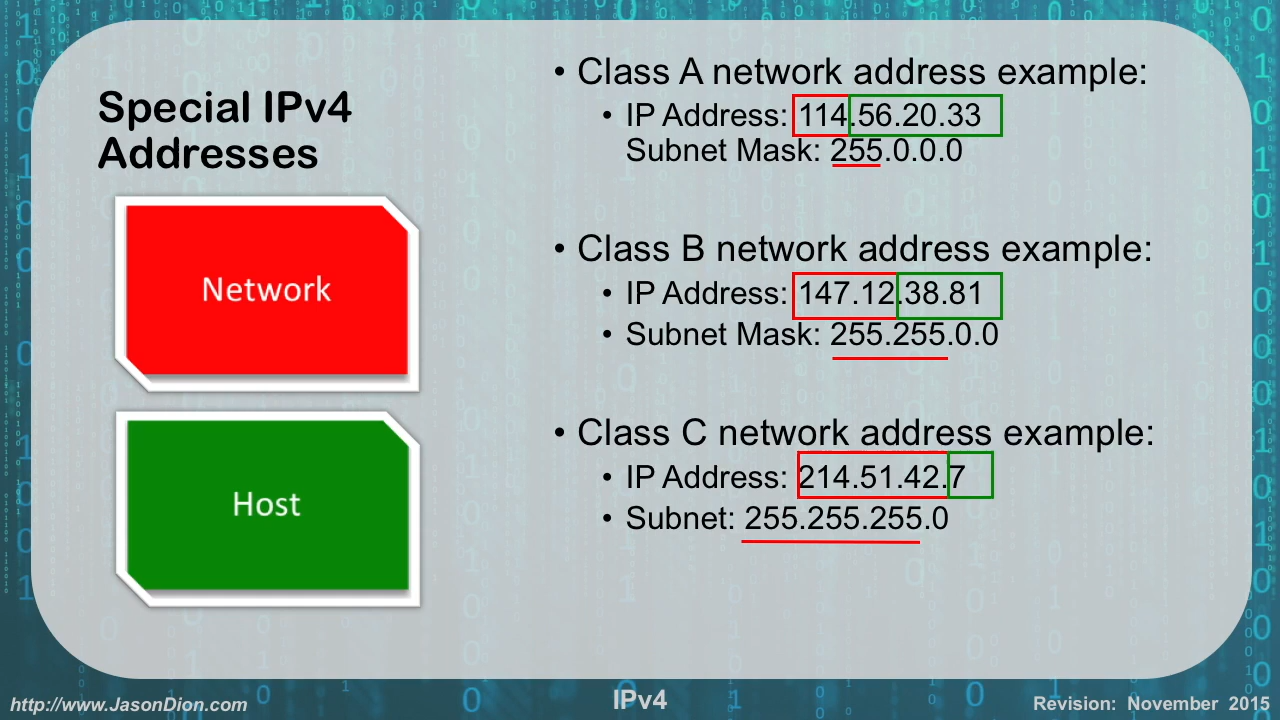 Special IPv4
Addresses
Network
Host
• Class A network address example:
• IP Address: 114.56.20.33
Subnet Mask: 255.0.0.0
• Class B network address example:
• IP Address: 147.12.38.81
• Subnet Mask: 255.255.0.0
• Class C network address example:
• IP Address: 214.51.42.7
• Subnet: 255.255.255.0
http://www.JasonDion.com
IPv4
Revision: November 2015